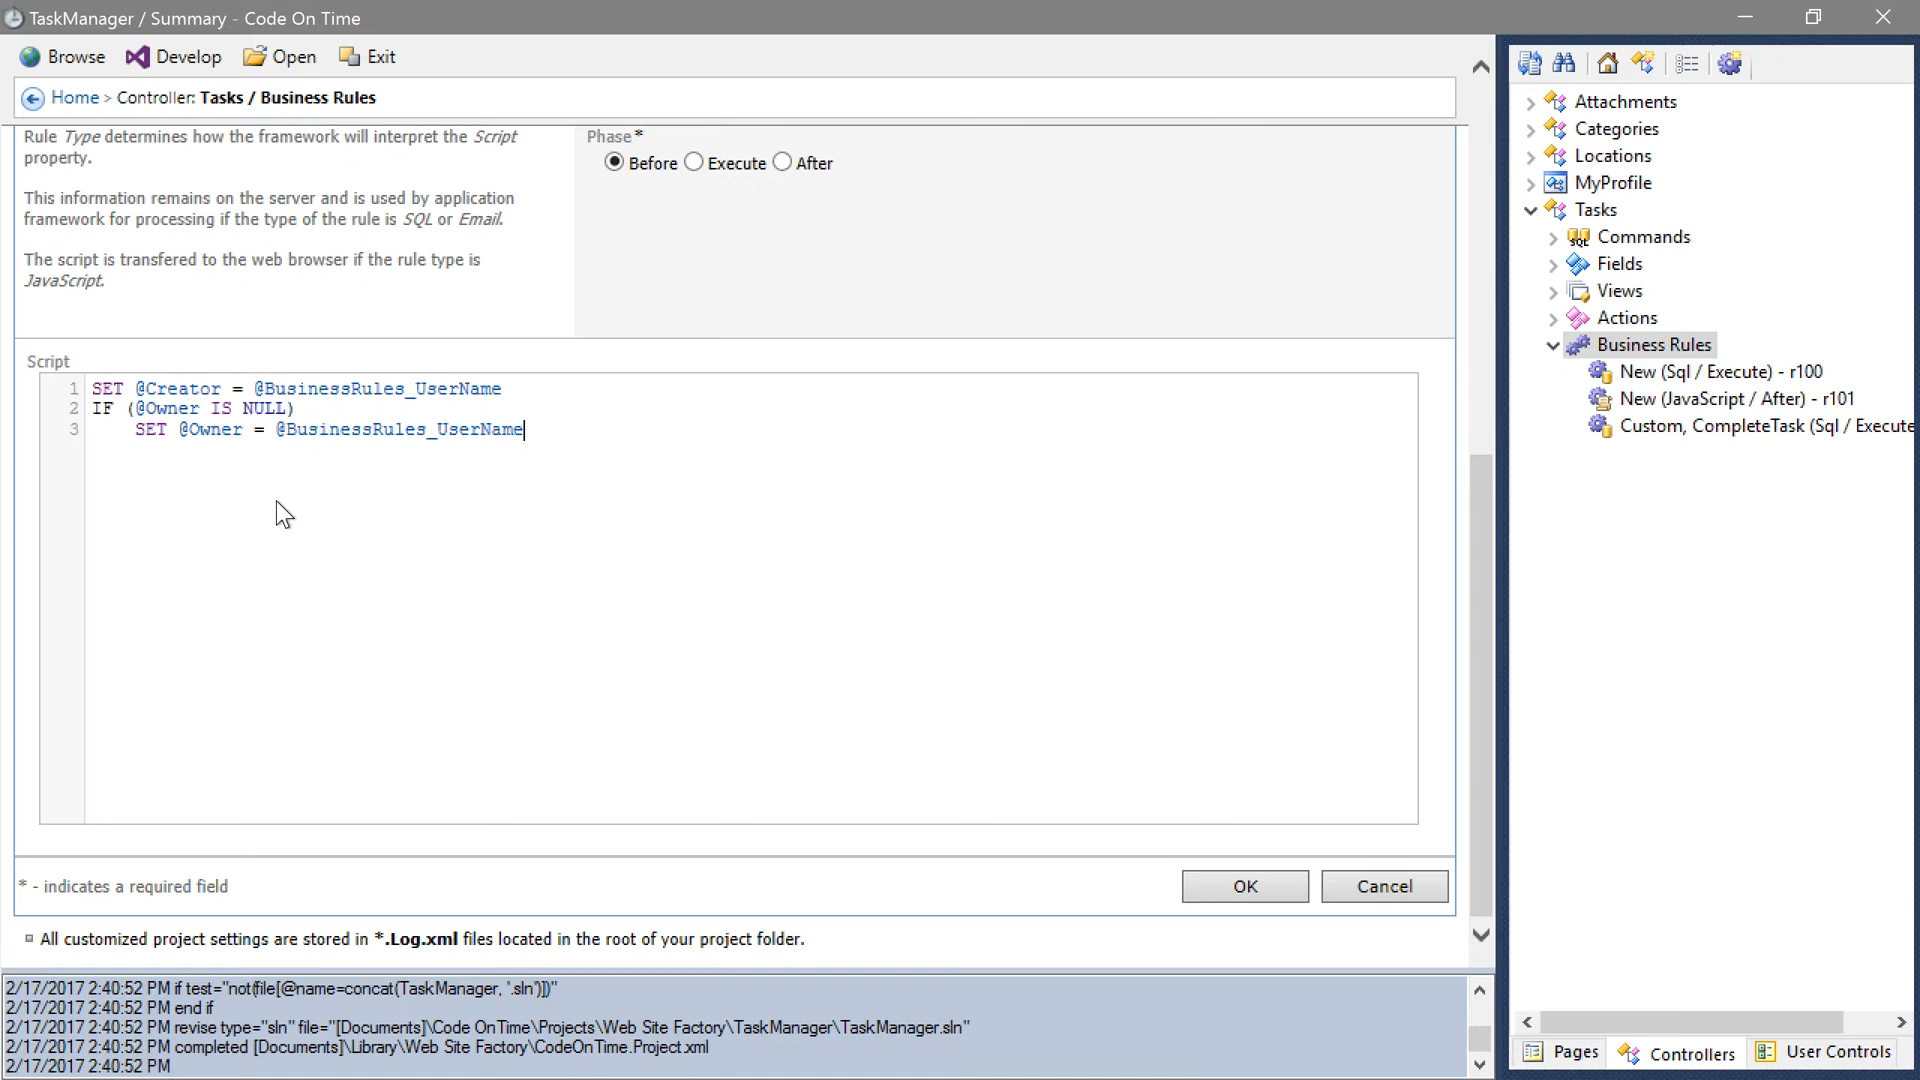 TaskManager / Summary - Code On Time
Browse Develop Open Exit
Home > Controller: Tasks / Business Rules
Rule Type determines how the framework will interpret the Script
property.
This information remains on the server and is used by application
framework for processing if the type of the rule is SQL or Email.
The script is transfered to the web browser if the rule type is
JavaScript.
Phase*
Before Execute After
Script
1 SET @Creator = @BusinessRules_UserName
2 IF (@Owner IS NULL)
3 SET @Owner = @BusinessRules_UserName
* - indicates a required field
OK Cancel
All customized project settings are stored in *.Log.xml files located in the root of your project folder.
2/17/2017 2:40:52 PM if test="not(file[@name=concat(TaskManager, '.sln')])"
2/17/2017 2:40:52 PM end if
2/17/2017 2:40:52 PM revise type="sln" file="[Documents]\Code OnTime\Projects\Web Site Factory\TaskManager\TaskManager.sln"
2/17/2017 2:40:52 PM completed [Documents]\Library\Web Site Factory\CodeOnTime.Project.xml
2/17/2017 2:40:52 PM
Attachments
Categories
Locations
MyProfile
Tasks
SQL Commands
Fields
Views
Actions
Business Rules
New (Sql / Execute) - r100
New (JavaScript / After) - r101
Custom, CompleteTask (Sql / Execute
Pages Controllers User Controls